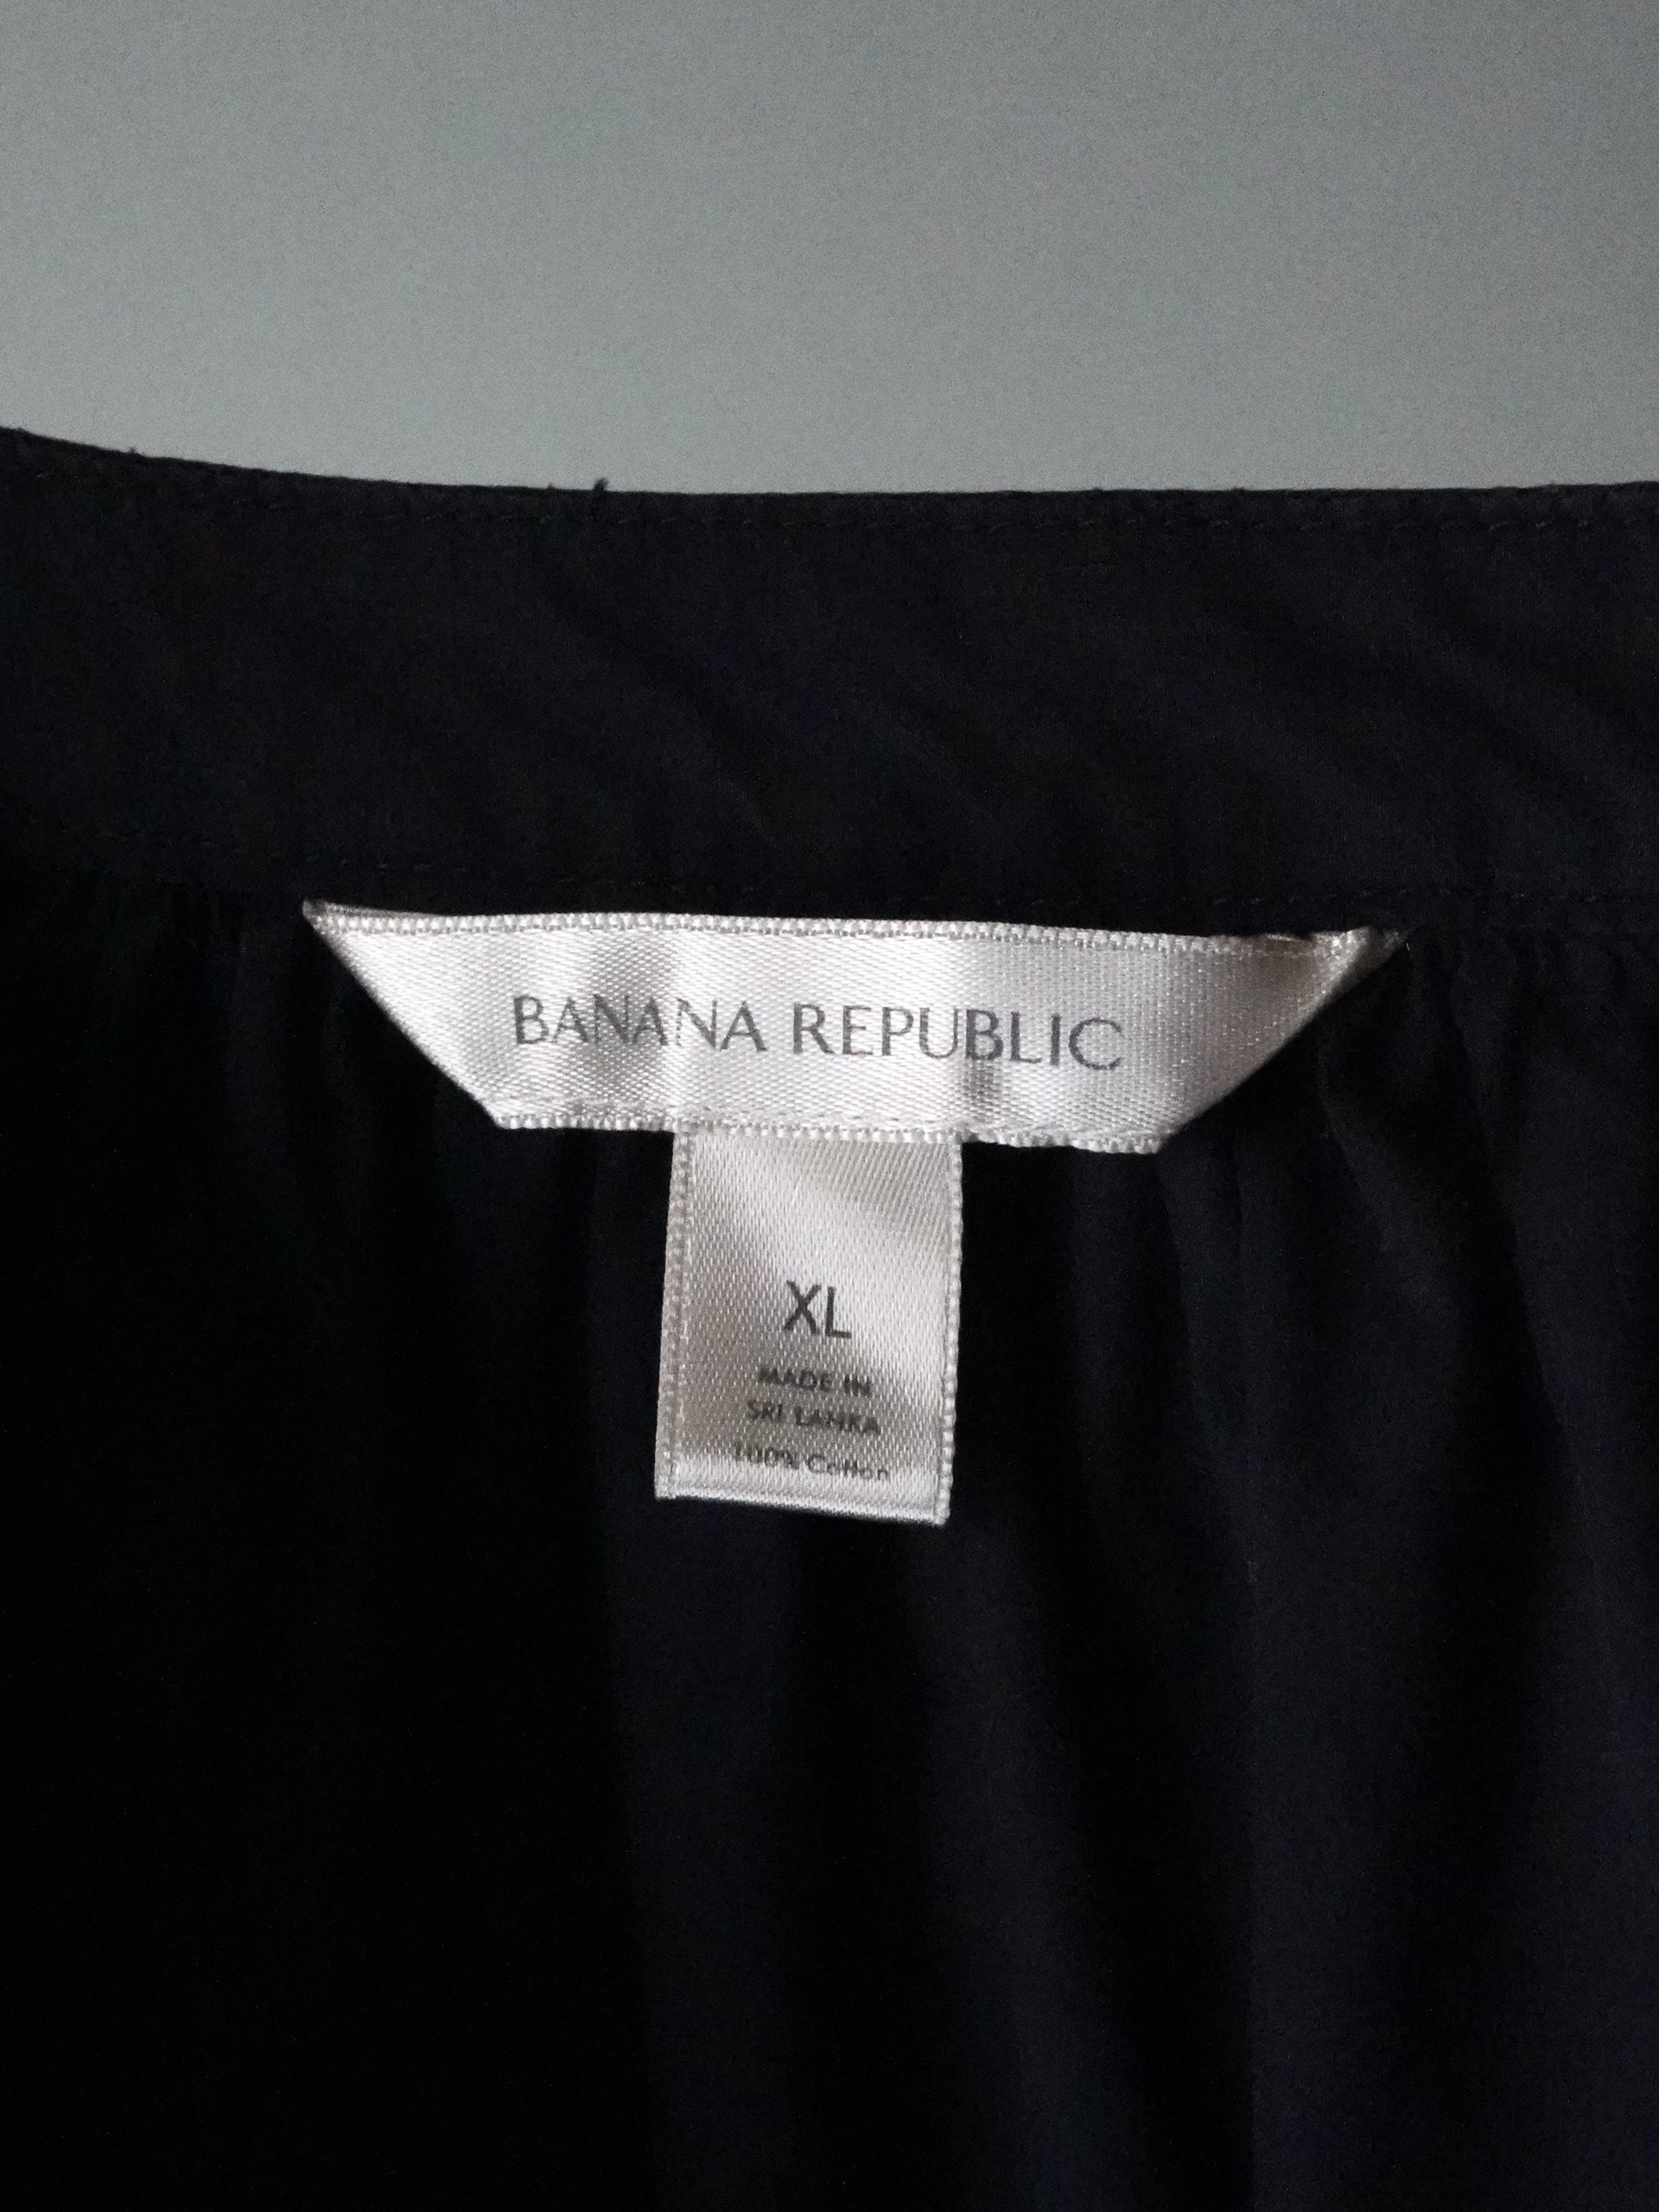 BANANA REPUBLIC
XL
MADE IN
SRI LANKA
100% Cotton